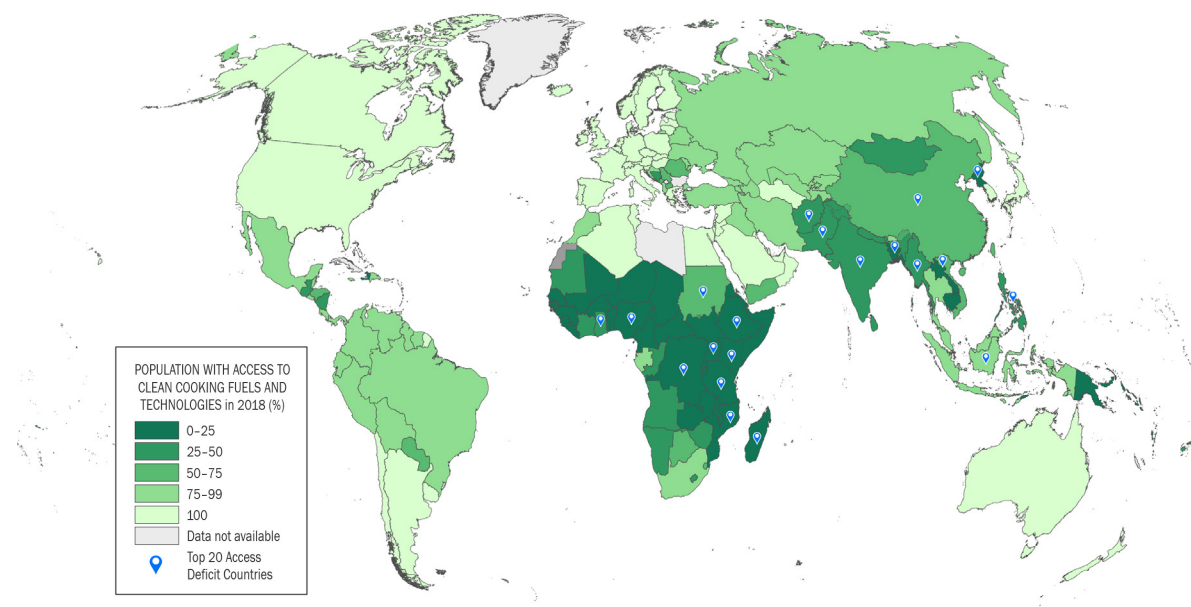 POPULATION WITH ACCESS TO
CLEAN COOKING FUELS AND
TECHNOLOGIES in 2018 (%)
0–25
25–50
50–75
75–99
100
Data not available
Top 20 Access
Deficit Countries